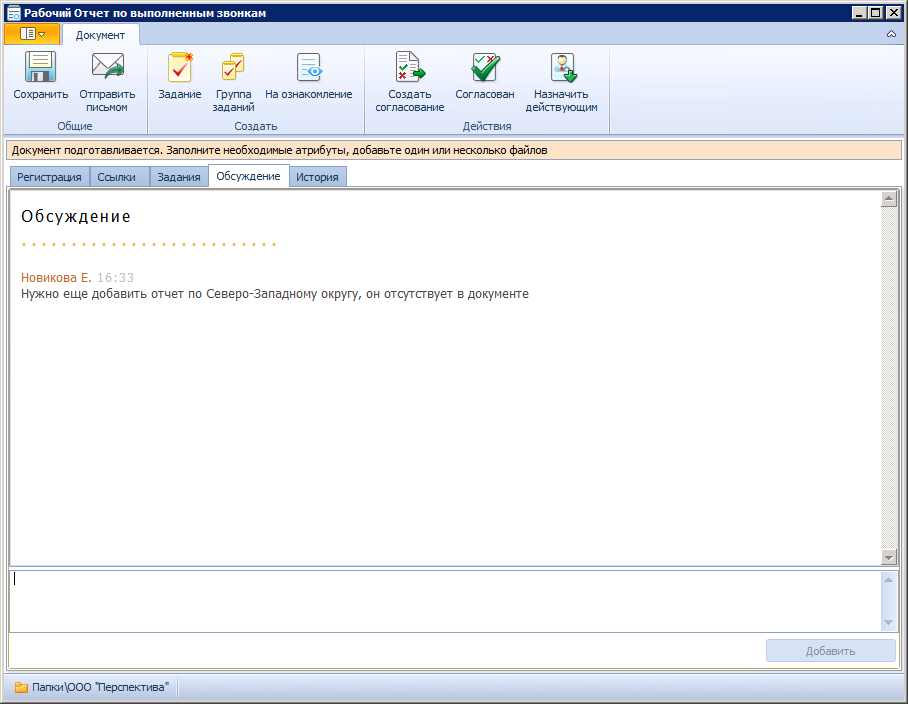 Рабочий Отчет по выполненным звонкам
Документ
Сохранить
Отправить
письмом
Общие
Задание
Группа
заданий
На ознакомление
Создать
Создать
согласование
Согласован
Назначить
действующим
Действия
Документ подготавливается. Заполните необходимые атрибуты, добавьте один или несколько файлов
Регистрация
Ссылки
Задания
Обсуждение
История
Обсуждение
Новикова Е. 16:33
Нужно еще добавить отчет по Северо-Западному округу, он отсутствует в документе
Добавить
Папки\ООО "Перспектива"